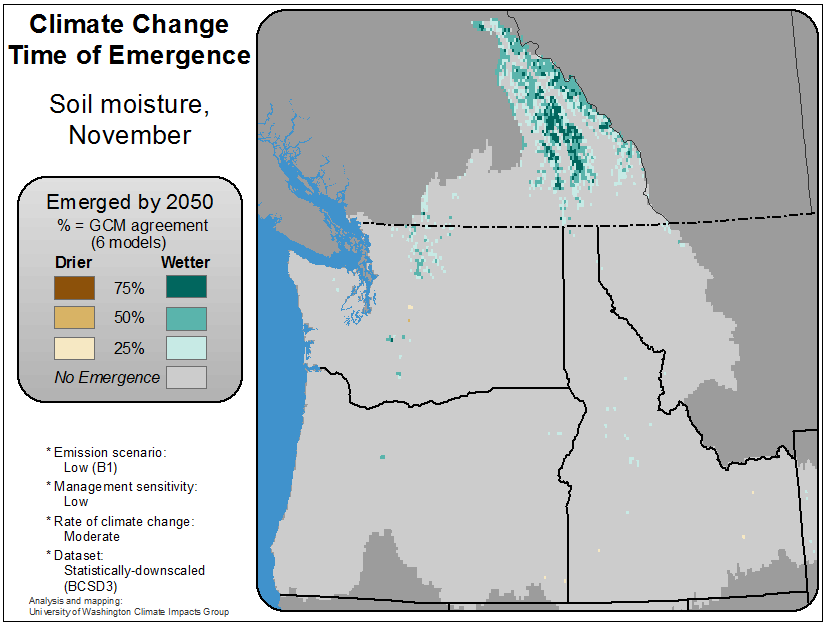 Climate Change
Time of Emergence
Soil moisture,
November
Emerged by 2050
% = GCM agreement
(6 models)
Drier Wetter
75%
50%
25%
No Emergence
* Emission scenario:
Low (B1)
* Management sensitivity:
Low
* Rate of climate change:
Moderate
* Dataset:
Statistically-downscaled
(BCSD3)
Analysis and mapping:
University of Washington Climate Impacts Group